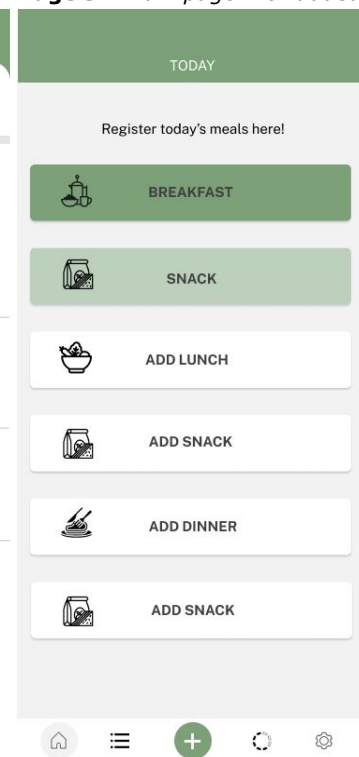 TODAY
Register today's meals here!
BREAKFAST
SNACK
ADD LUNCH
ADD SNACK
ADD DINNER
ADD SNACK